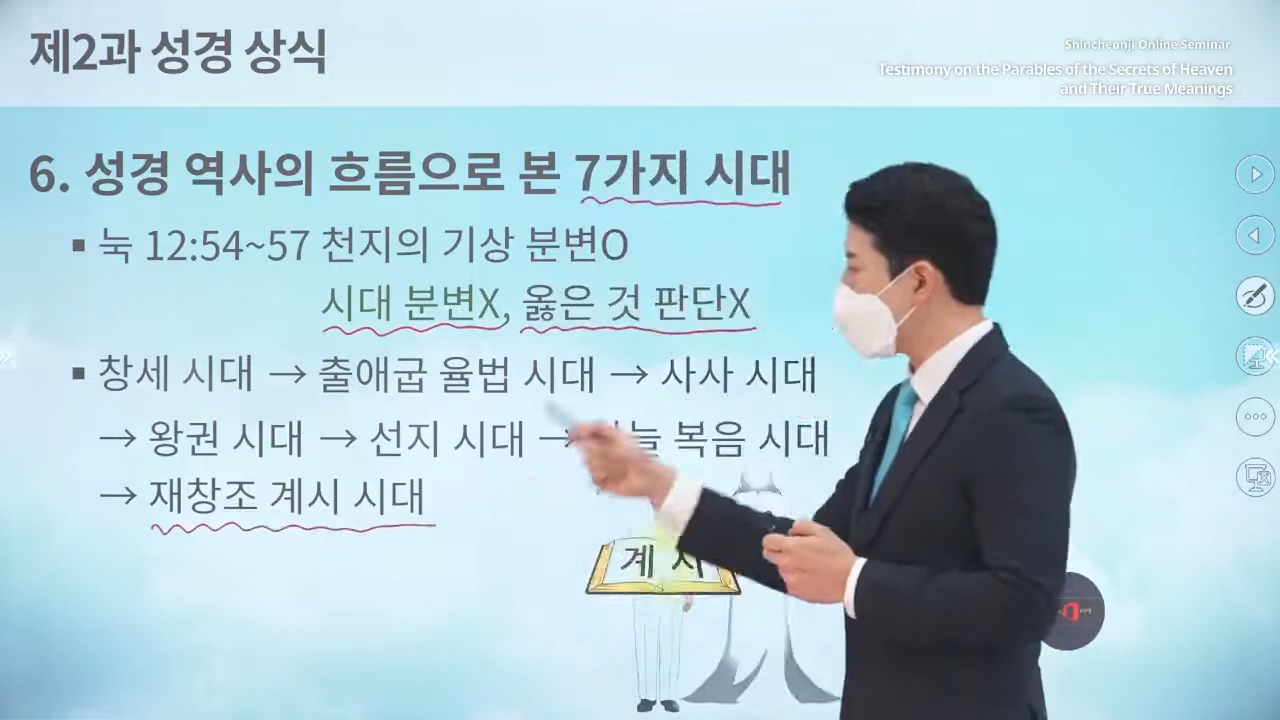 제2과 성경 상식
Shincheonji Online Seminar
Testimony on the Parables of the Secrets of Heaven
and Their True Meanings
6. 성경 역사의 흐름으로 본 7가지 시대
▪ 눅 12:54~57 천지의 기상 분변O
시대 분변X, 옳은 것 판단X
▪ 창세 시대 → 출애굽 율법 시대 → 사사 시대
→ 왕권 시대 → 선지 시대 → 복음 시대
→ 재창조 계시 시대
계 시